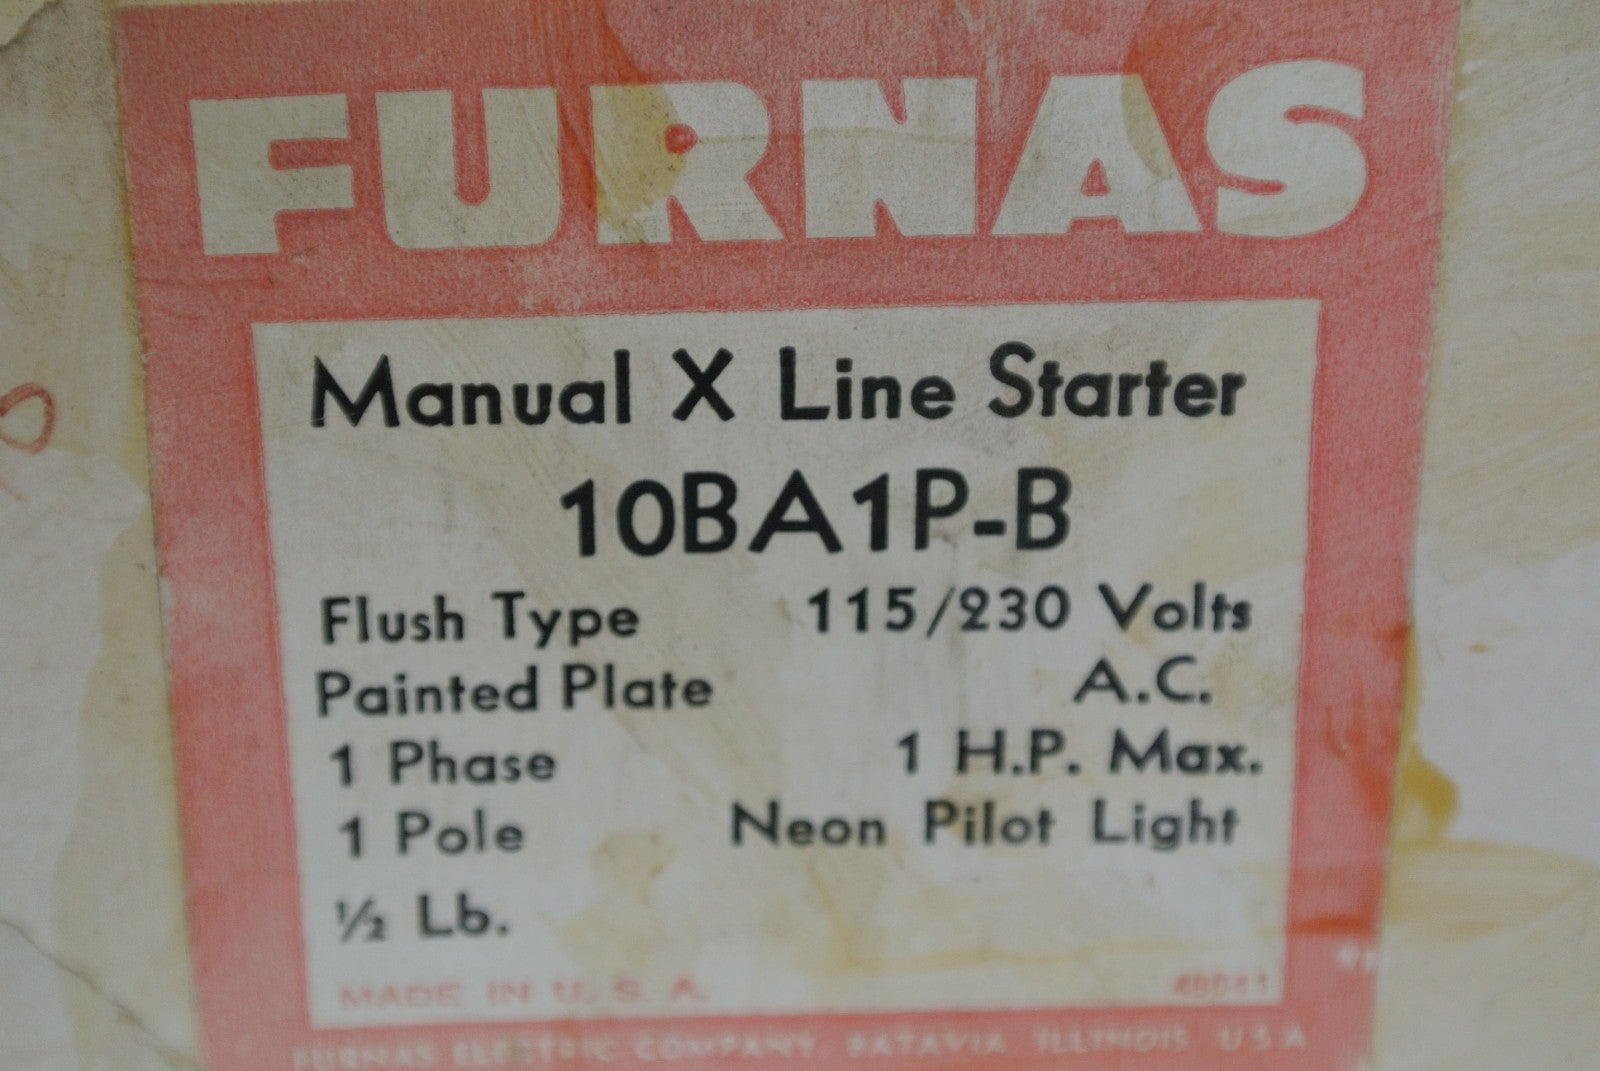 FURNAS
Manual X Line Starter
10BA1P-B
Flush Type 115/230 Volts
Painted Plate A.C.
1 Phase 1 H.P. Max.
1 Pole Neon Pilot Light
½ Lb.
MADE IN U. S. A.
FURNAS ELECTRIC COMPANY BATAVIA ILLINOIS U.S.A